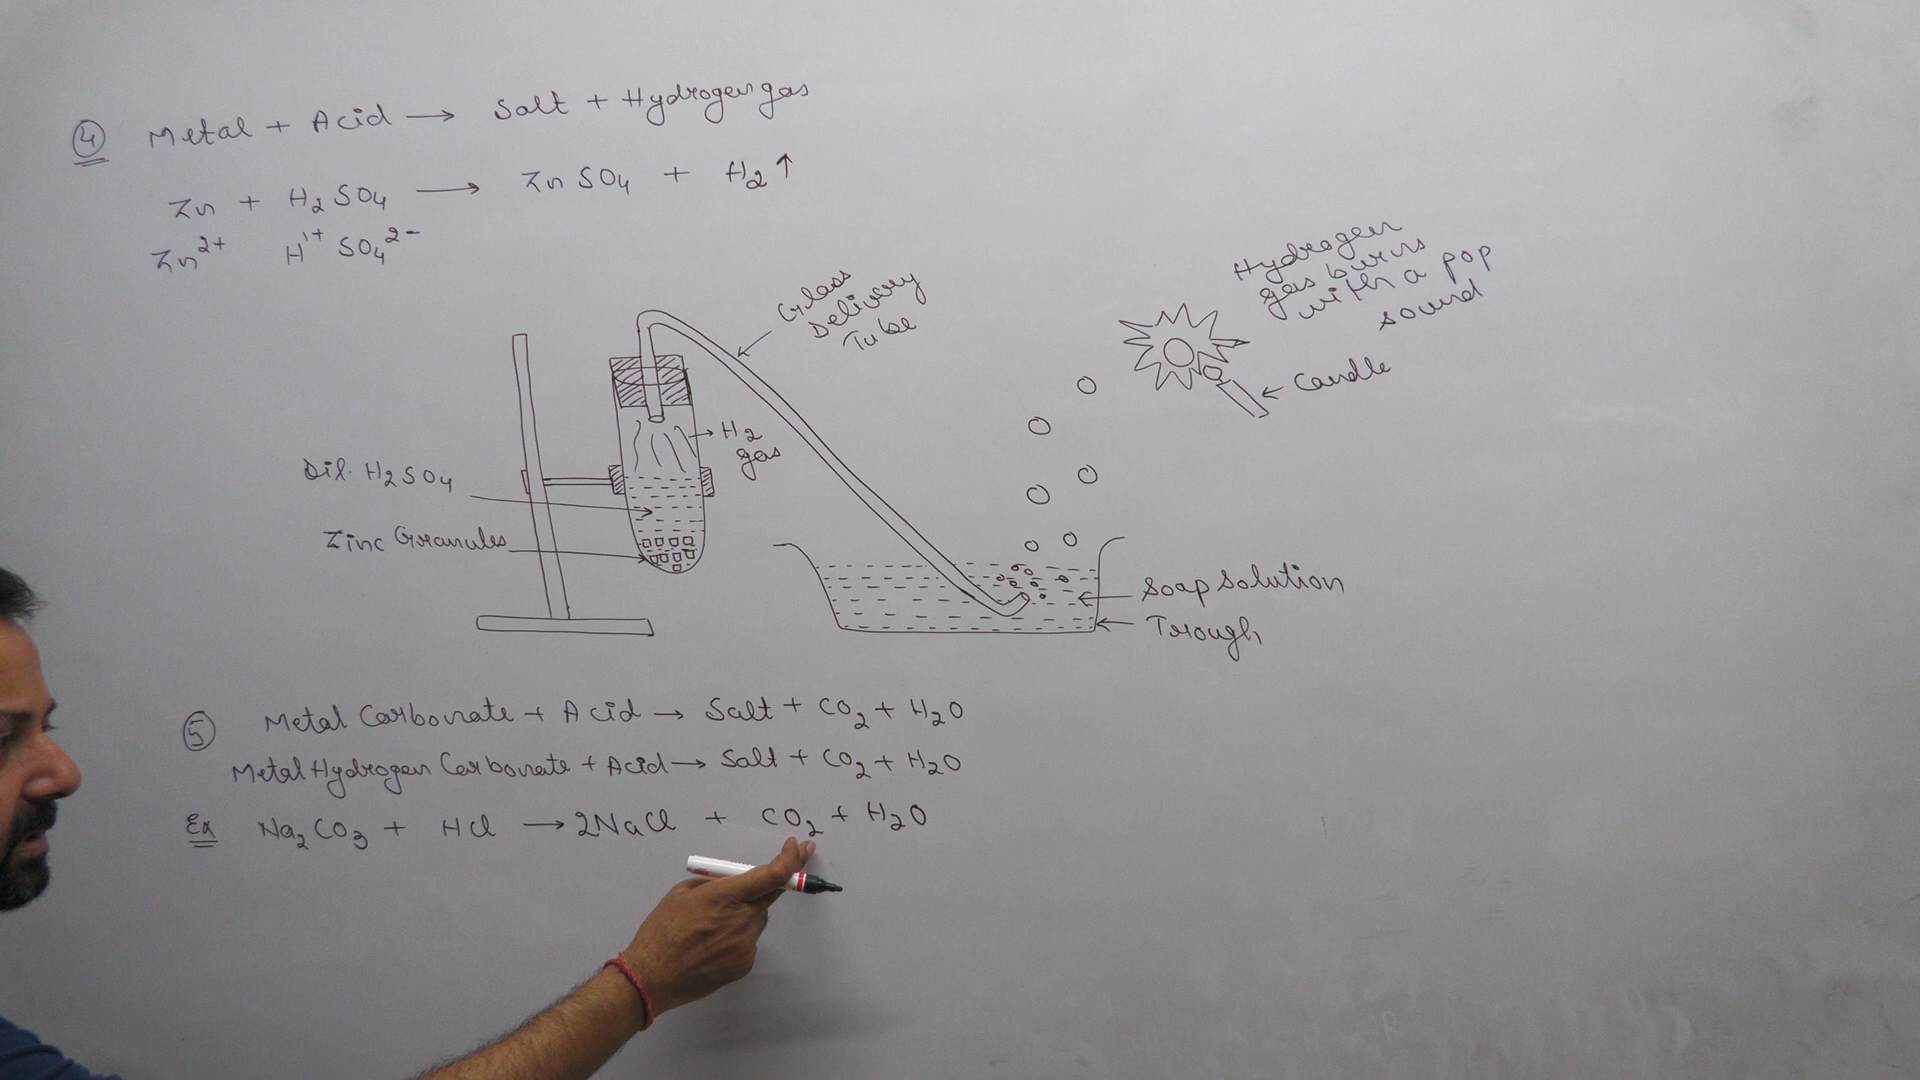 ④ Metal + Acid → Salt + Hydrogen gas
Zn + H₂SO₄ → ZnSO₄ + H₂↑
Zn²⁺ H¹⁺ SO₄²⁻
Glass
Delivery
Tube
Hydrogen
gas burns
with a pop
sound
Candle
H₂
gas
Dil. H₂SO₄
Zinc Granules
Soap Solution
Trough
⑤ Metal Carbonate + Acid → Salt + CO₂ + H₂O
Metal Hydrogen Carbonate + Acid → Salt + CO₂ + H₂O
Ex Na₂CO₃ + HCl → 2NaCl + CO₂ + H₂O